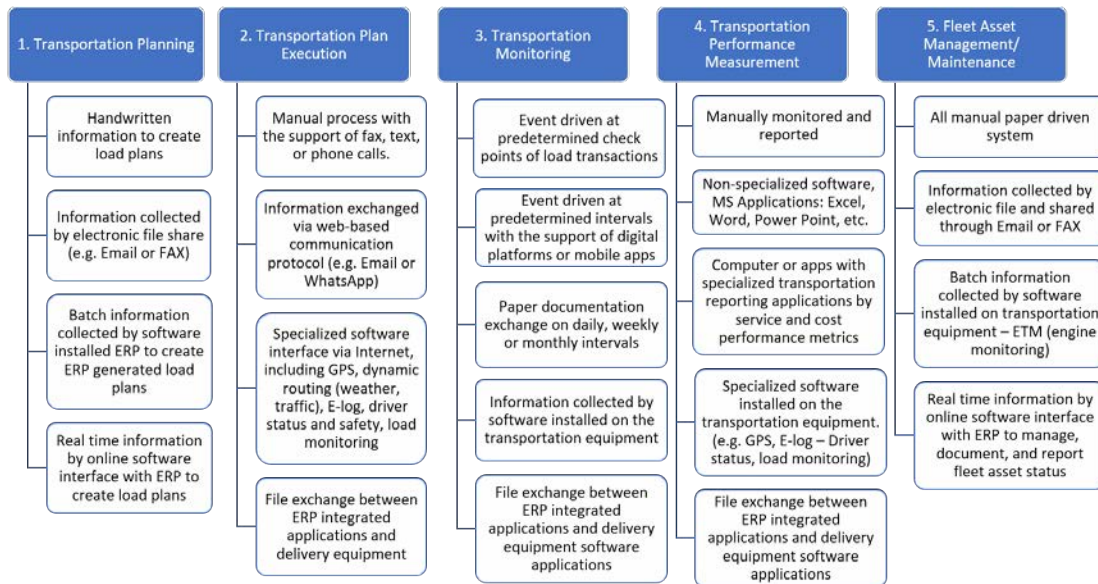 1. Transportation Planning
Handwritten
information to create
load plans
Information collected
by electronic file share
(e.g. Email or FAX)
Batch information
collected by software
installed ERP to create
ERP generated load
plans
Real time information
by online software
interface with ERP to
create load plans
2. Transportation Plan
Execution
Manual process with
the support of fax, text,
or phone calls.
Information exchanged
via web-based
communication
protocol (e.g. Email or
WhatsApp)
Specialized software
interface via Internet,
including GPS, dynamic
routing (weather,
traffic), E-log, driver
status and safety, load
monitoring
File exchange between
ERP integrated
applications and
delivery equipment
3. Transportation
Monitoring
Event driven at
predetermined check
points of load transactions
Event driven at
predetermined intervals
with the support of digital
platforms or mobile apps
Paper documentation
exchange on daily, weekly
or monthly intervals
Information collected by
software installed on the
transportation equipment
File exchange between
ERP integrated
applications and delivery
equipment software
applications
4. Transportation
Performance
Measurement
Manually monitored and
reported
Non-specialized software,
MS Applications: Excel,
Word, Power Point, etc.
Computer or apps with
specialized transportation
reporting applications by
service and cost
performance metrics
Specialized software
installed on the
transportation equipment.
(e.g. GPS, E-log – Driver
status, load monitoring)
File exchange between
ERP integrated
applications and delivery
equipment software
applications
5. Fleet Asset
Management/
Maintenance
All manual paper driven
system
Information collected by
electronic file and shared
through Email or FAX
Batch information
collected by software
installed on transportation
equipment – ETM (engine
monitoring)
Real time information by
online software interface
with ERP to manage,
document, and report
fleet asset status